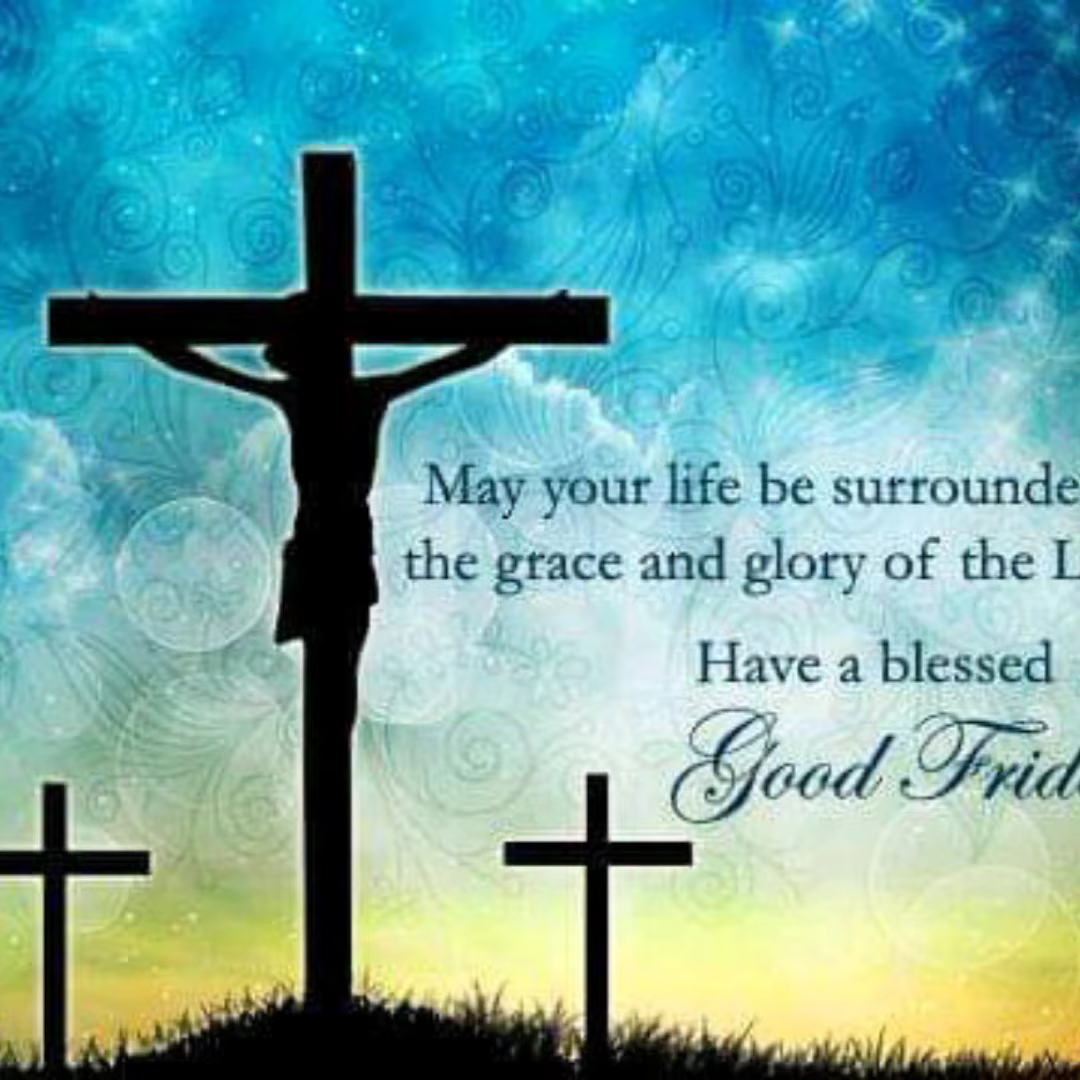 May your life be surrounde
the grace and glory of the L
Have a blessed
Good Frid